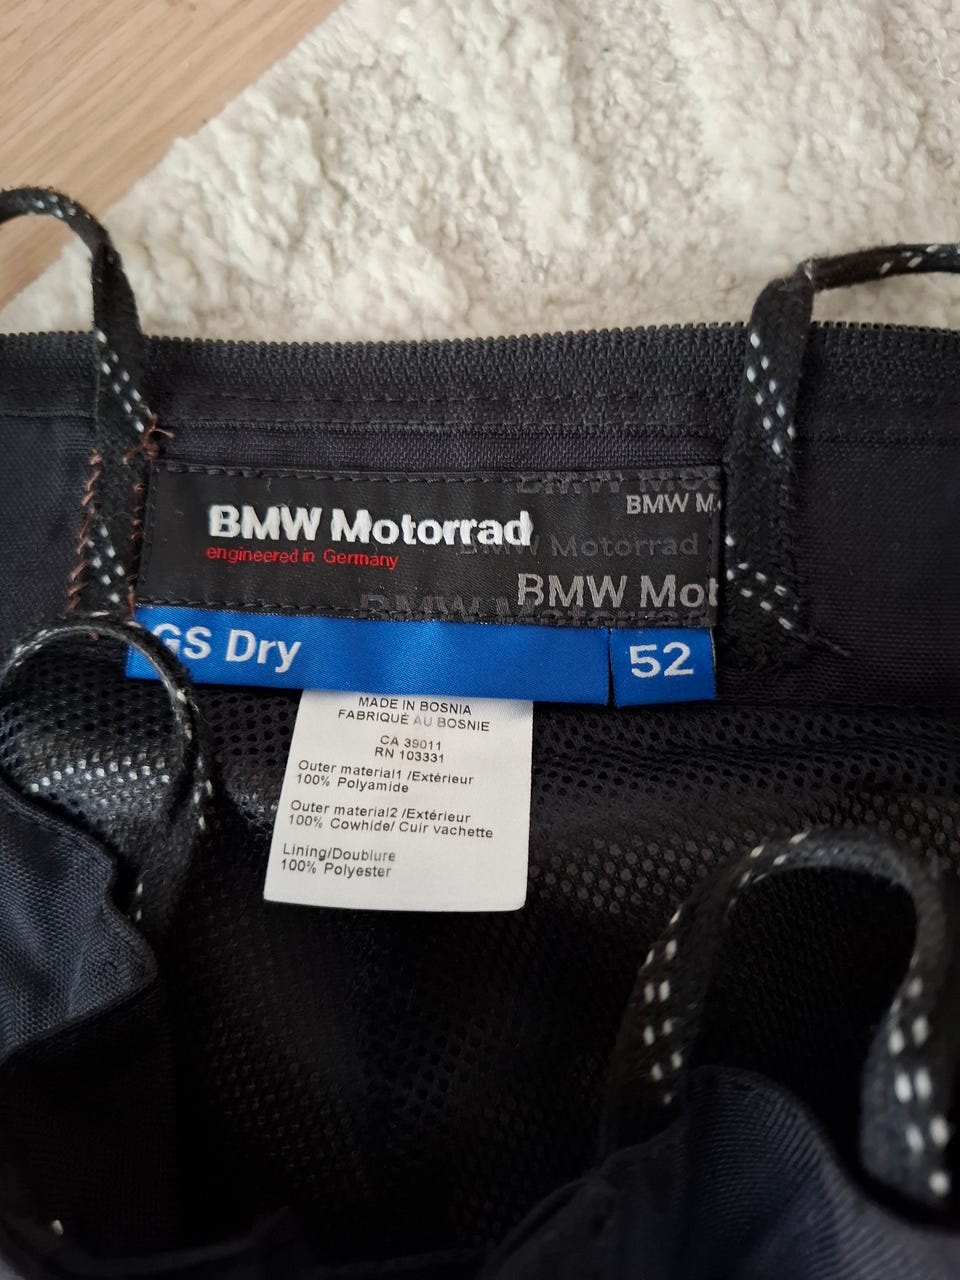 BMW Motorrad
engineered in Germany
BMW M
BMW Motorrad
BMW Mot
GS Dry
52
MADE IN BOSNIA
FABRIQUÉ AU BOSNIE
CA 39011
RN 103331
Outer material1 /Extérieur
100% Polyamide
Outer material2 /Extérieur
100% Cowhide/ Cuir vachette
Lining/Doublure
100% Polyester